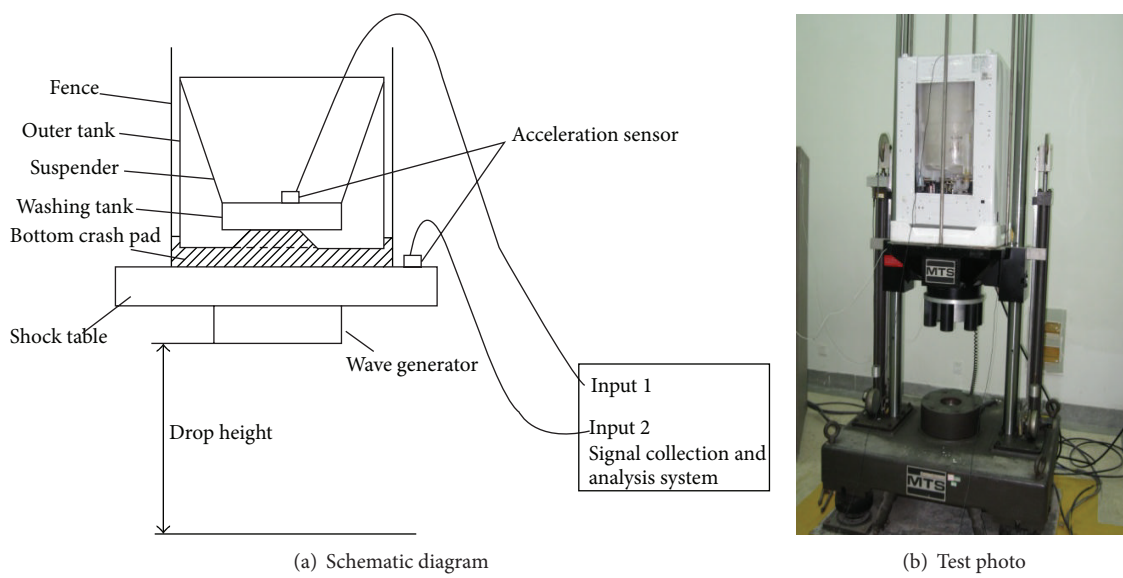 Fence
Outer tank
Suspender
Washing tank
Bottom crash pad
Shock table
Acceleration sensor
Wave generator
Drop height
Input 1
Input 2
Signal collection and
analysis system
(a) Schematic diagram
MTS
MTS
(b) Test photo